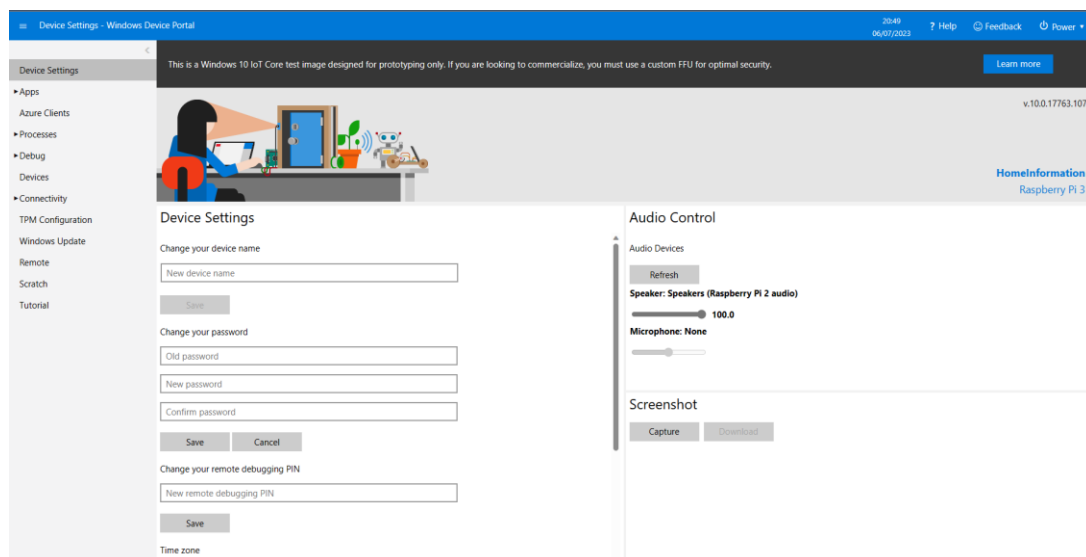 Device Settings - Windows Device Portal
20:49
06/07/2023
? Help
Feedback
Power
Device Settings
Apps
Azure Clients
Processes
Debug
Devices
Connectivity
TPM Configuration
Windows Update
Remote
Scratch
Tutorial
This is a Windows 10 IoT Core test image designed for prototyping only. If you are looking to commercialize, you must use a custom FFU for optimal security.
Learn more
v.10.0.17763.107
HomeInformation
Raspberry Pi 3
Device Settings
Change your device name
New device name
Save
Change your password
Old password
New password
Confirm password
Save
Cancel
Change your remote debugging PIN
New remote debugging PIN
Save
Time zone
Audio Control
Audio Devices
Refresh
Speaker: Speakers (Raspberry Pi 2 audio)
100.0
Microphone: None
Screenshot
Capture
Download